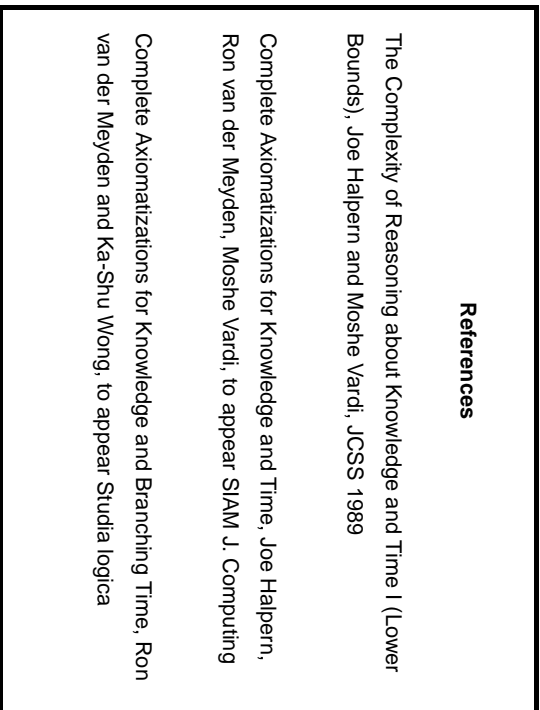 References
The Complexity of Reasoning about Knowledge and Time I (Lower
Bounds), Joe Halpern and Moshe Vardi, JCSS 1989
Complete Axiomatizations for Knowledge and Time, Joe Halpern,
Ron van der Meyden, Moshe Vardi, to appear SIAM J. Computing
Complete Axiomatizations for Knowledge and Branching Time, Ron
van der Meyden and Ka-Shu Wong, to appear Studia logica